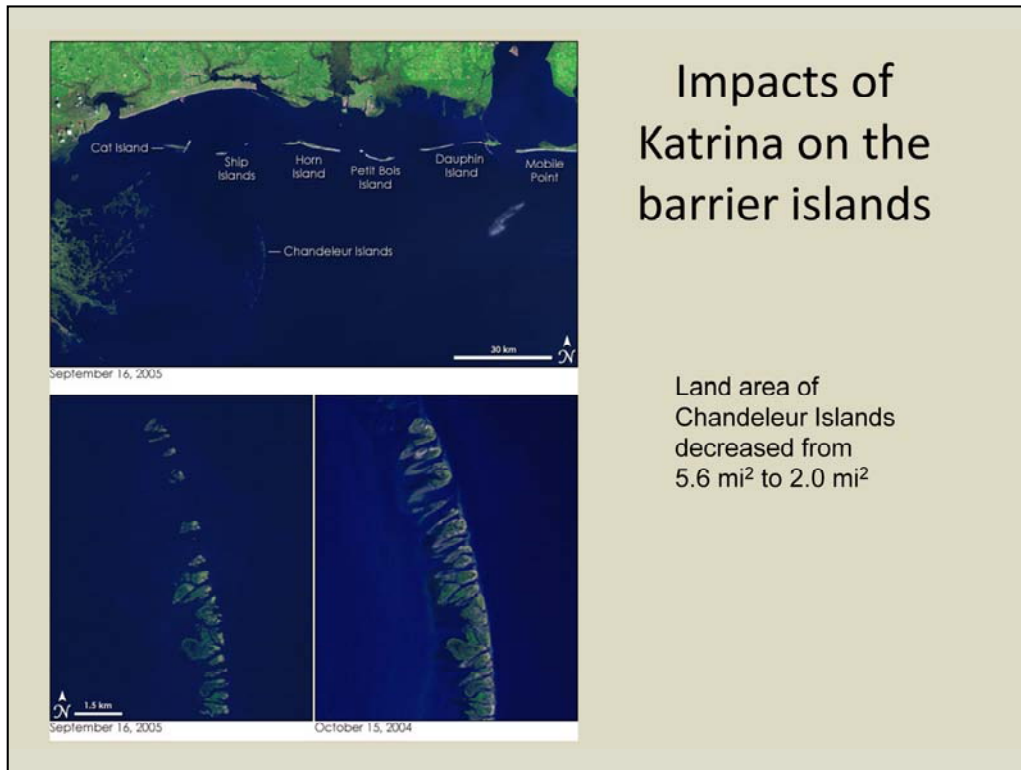 Impacts of
Katrina on the
barrier islands
Cat Island
Ship
Islands
Horn
Island
Petit Bois
Island
Dauphin
Island
Mobile
Point
Chandeleur Islands
30 km
N
September 16, 2005
Land area of
Chandeleur Islands
decreased from
5.6 mi² to 2.0 mi²
N
1.5 km
September 16, 2005
October 15, 2004